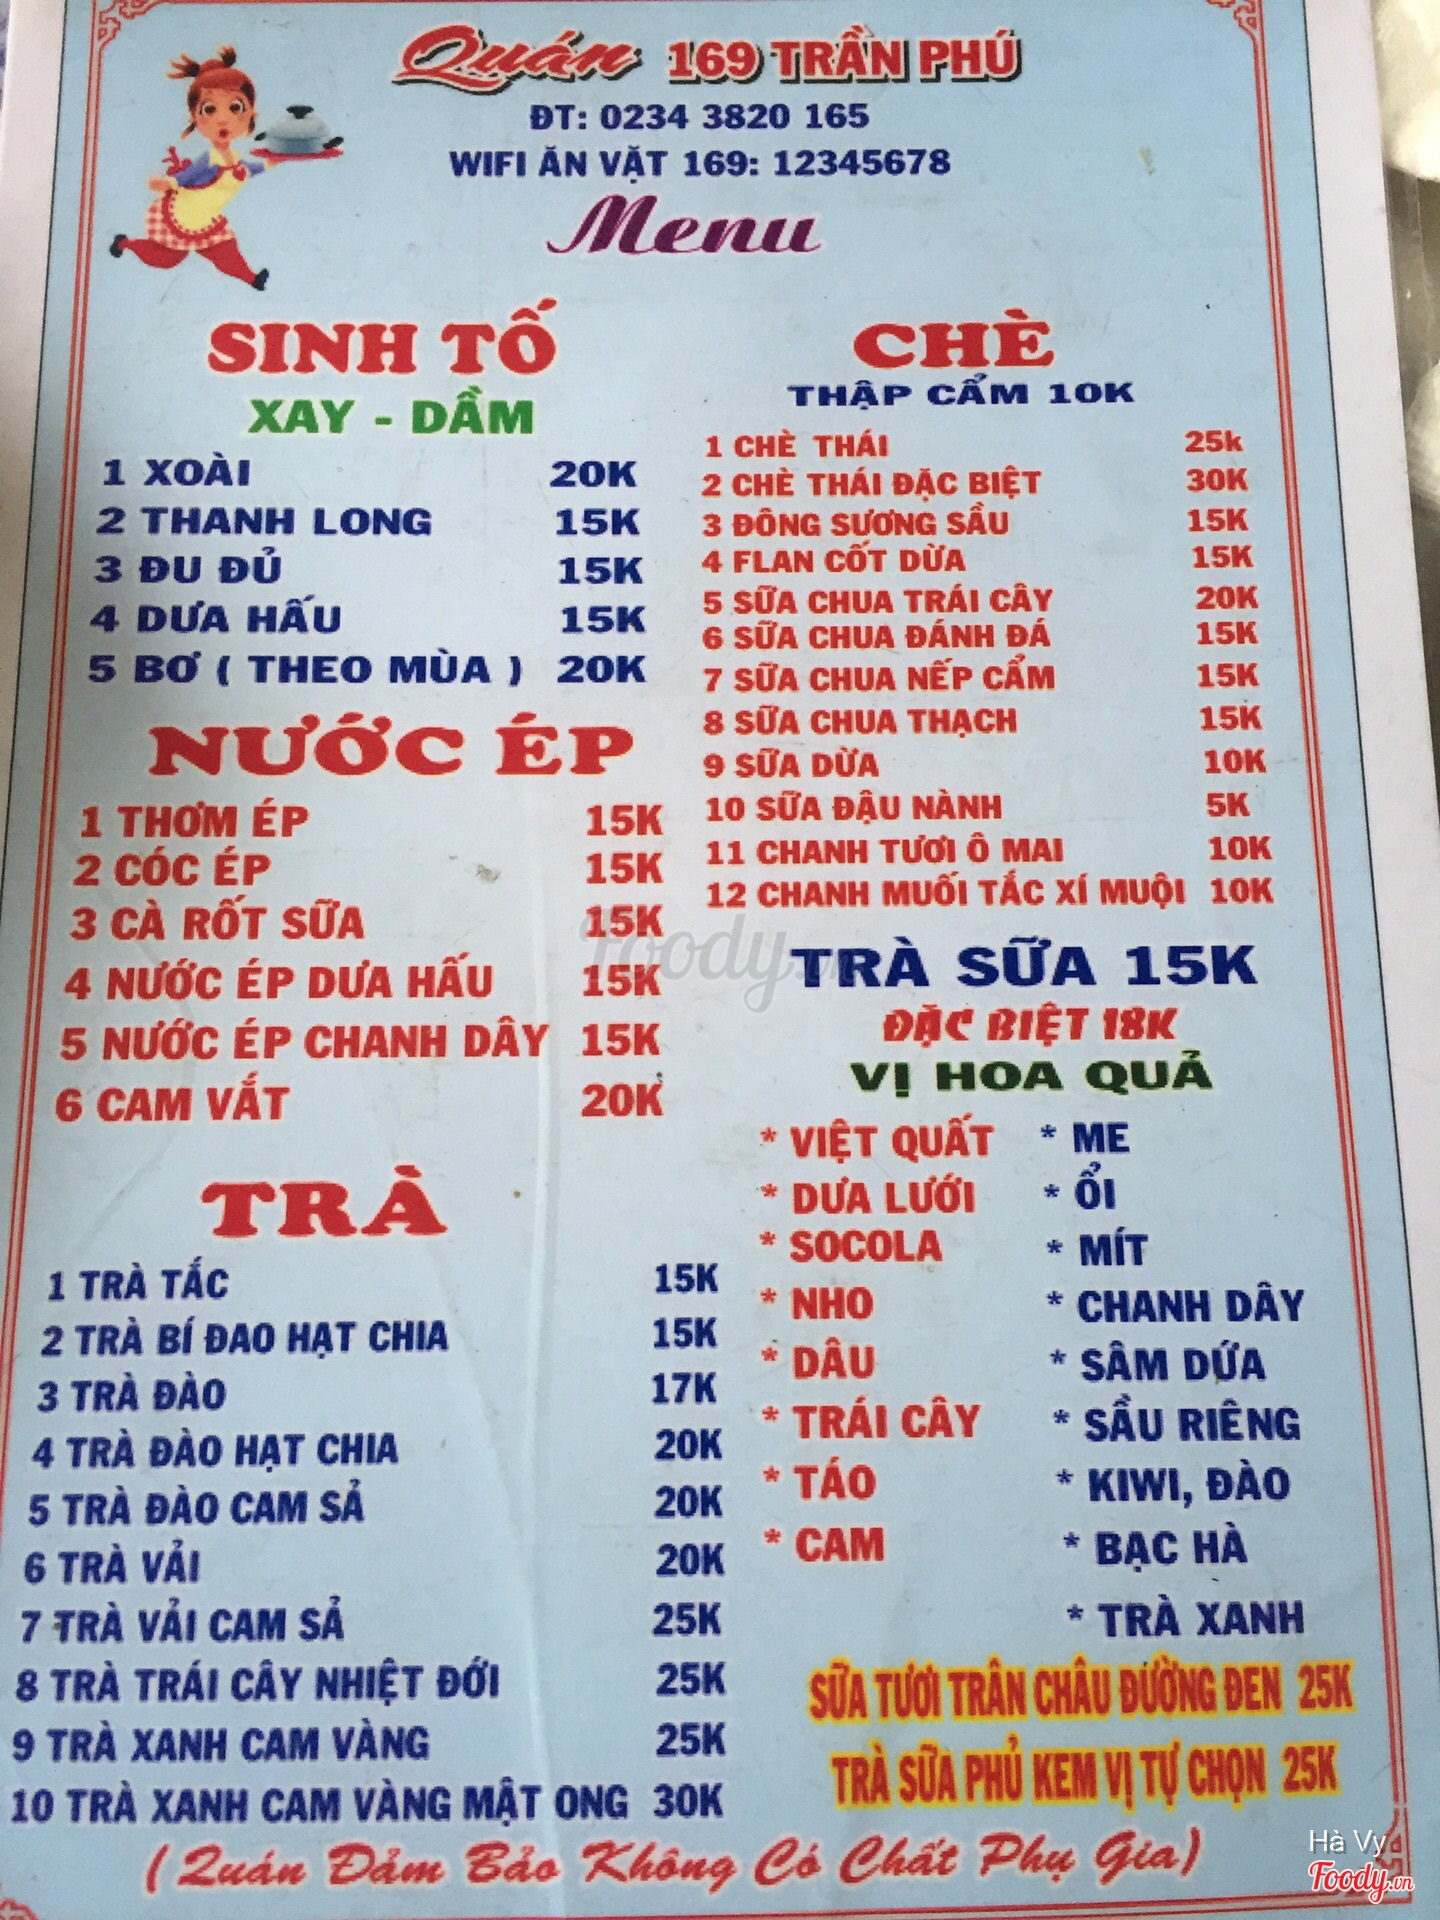 Quán 169 TRẦN PHÚ
ĐT: 0234 3820 165
WIFI ĂN VẶT 169: 12345678
Menu
SINH TỐ
XAY - DẦM
1 XOÀI 20K
2 THANH LONG 15K
3 ĐU ĐỦ 15K
4 DƯA HẤU 15K
5 BƠ ( THEO MÙA ) 20K
NƯỚC ÉP
1 THƠM ÉP 15K
2 CÓC ÉP 15K
3 CÀ RỐT SỮA 15K
4 NƯỚC ÉP DƯA HẤU 15K
5 NƯỚC ÉP CHANH DÂY 15K
6 CAM VẮT 20K
TRÀ
1 TRÀ TẮC 15K
2 TRÀ BÍ ĐAO HẠT CHIA 15K
3 TRÀ ĐÀO 17K
4 TRÀ ĐÀO HẠT CHIA 20K
5 TRÀ ĐÀO CAM SẢ 20K
6 TRÀ VẢI 20K
7 TRÀ VẢI CAM SẢ 25K
8 TRÀ TRÁI CÂY NHIỆT ĐỚI 25K
9 TRÀ XANH CAM VÀNG 25K
10 TRÀ XANH CAM VÀNG MẬT ONG 30K
CHÈ
THẬP CẨM 10K
1 CHÈ THÁI 25k
2 CHÈ THÁI ĐẶC BIỆT 30K
3 ĐÔNG SƯƠNG SẦU 15K
4 FLAN CỐT DỪA 15K
5 SỮA CHUA TRÁI CÂY 20K
6 SỮA CHUA ĐÁNH ĐÁ 15K
7 SỮA CHUA NẾP CẨM 15K
8 SỮA CHUA THẠCH 15K
9 SỮA DỪA 10K
10 SỮA ĐẬU NÀNH 5K
11 CHANH TƯƠI Ô MAI 10K
12 CHANH MUỐI TẮC XÍ MUỘI 10K
TRÀ SỮA 15K
ĐẶC BIỆT 18K
VỊ HOA QUẢ
* VIỆT QUẤT * ME
* DƯA LƯỚI * ỔI
* SOCOLA * MÍT
* NHO * CHANH DÂY
* DÂU * SÂM DỨA
* TRÁI CÂY * SẦU RIÊNG
* TÁO * KIWI, ĐÀO
* CAM * BẠC HÀ
* TRÀ XANH
SỮA TƯƠI TRÂN CHÂU ĐƯỜNG ĐEN 25K
TRÀ SỮA PHỦ KEM VỊ TỰ CHỌN 25K
(Quán Đảm Bảo Không Có Chất Phụ Gia)
Foody.vn
Hà Vy
Foody.vn